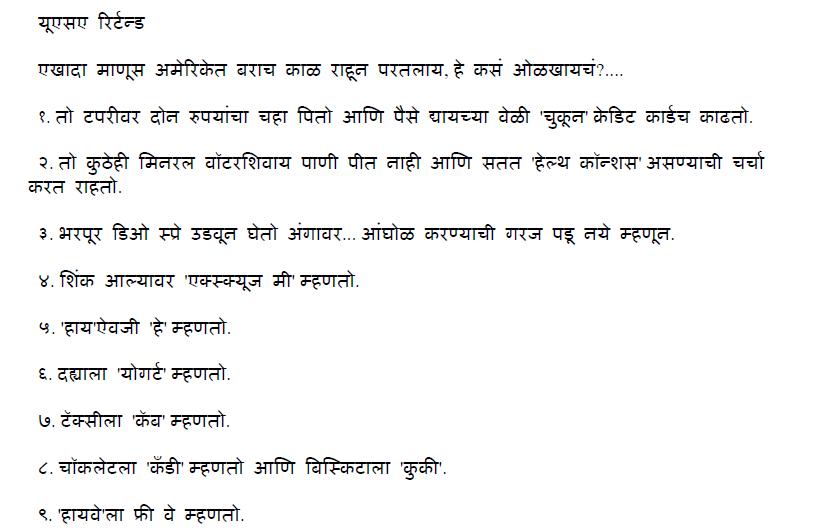 यूएसए रिर्टन्ड
एखादा माणूस अमेरिकेत बराच काळ राहून परतलाय, हे कसं ओळखायचं?....
१. तो टपरीवर दोन रुपयांचा चहा पितो आणि पैसे द्यायच्या वेळी 'चुकून' क्रेडिट कार्डच काढतो.
२. तो कुठेही मिनरल वॉटरशिवाय पाणी पीत नाही आणि सतत 'हेल्थ कॉन्शस' असण्याची चर्चा
करत राहतो.
३. भरपूर डिओ स्प्रे उडवून घेतो अंगावर... आंघोळ करण्याची गरज पडू नये म्हणून.
४. शिंक आल्यावर 'एक्स्क्यूज मी' म्हणतो.
५. 'हाय'ऐवजी 'हे' म्हणतो.
६. दह्याला 'योगर्ट' म्हणतो.
७. टॅक्सीला 'कॅब' म्हणतो.
८. चॉकलेटला 'कँडी' म्हणतो आणि बिस्किटाला 'कुकी'.
९. 'हायवे'ला फ्री वे म्हणतो.